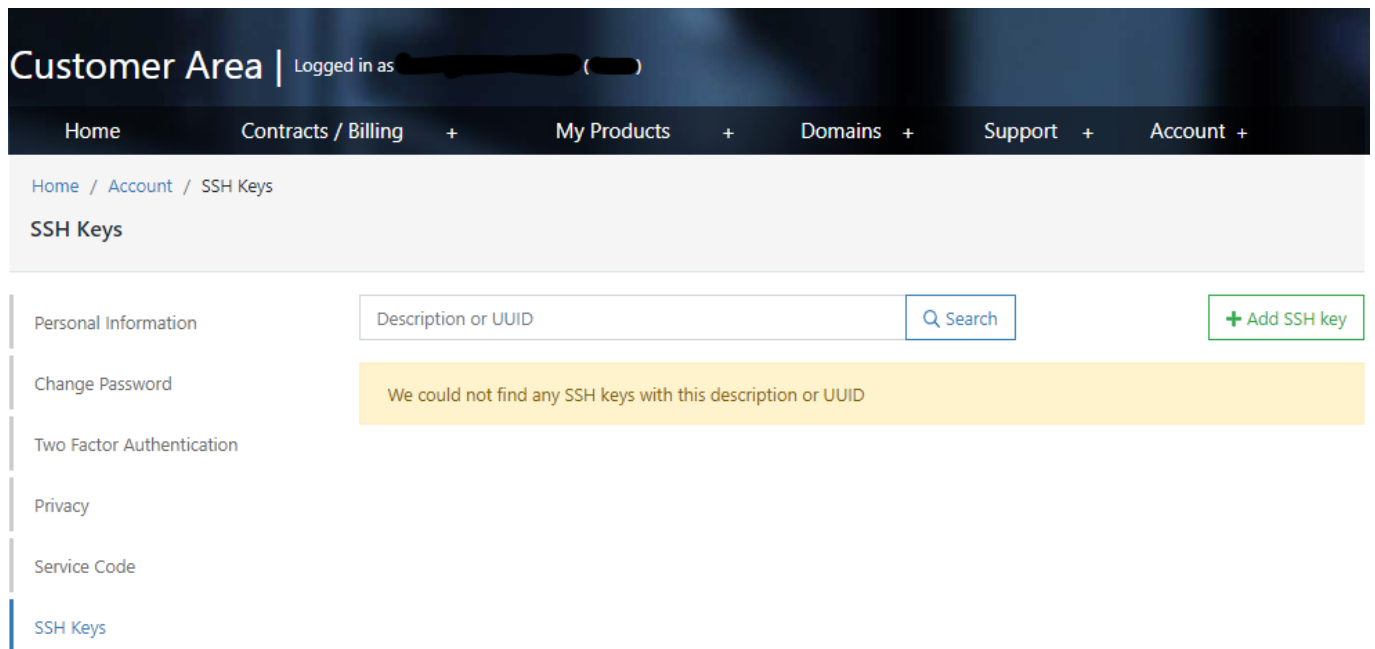 Customer Area | Logged in as ( )
Home Contracts / Billing + My Products + Domains + Support + Account +
Home / Account / SSH Keys
SSH Keys
Personal Information
Description or UUID Search + Add SSH key
Change Password
We could not find any SSH keys with this description or UUID
Two Factor Authentication
Privacy
Service Code
SSH Keys